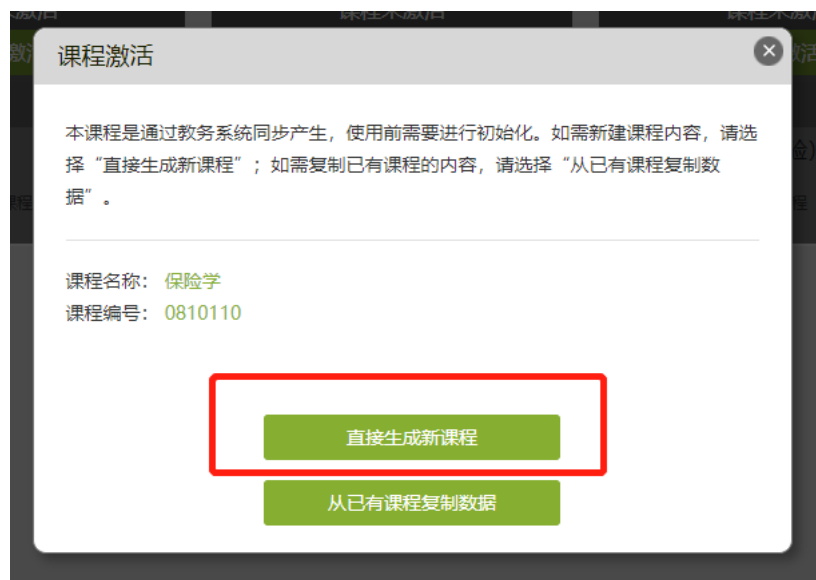 课程未激活
课程激活
本课程是通过教务系统同步产生，使用前需要进行初始化。如需新建课程内容，请选
择“直接生成新课程”；如需复制已有课程的内容，请选择“从已有课程复制数
据”。
课程名称： 保险学
课程编号： 0810110
直接生成新课程
从已有课程复制数据